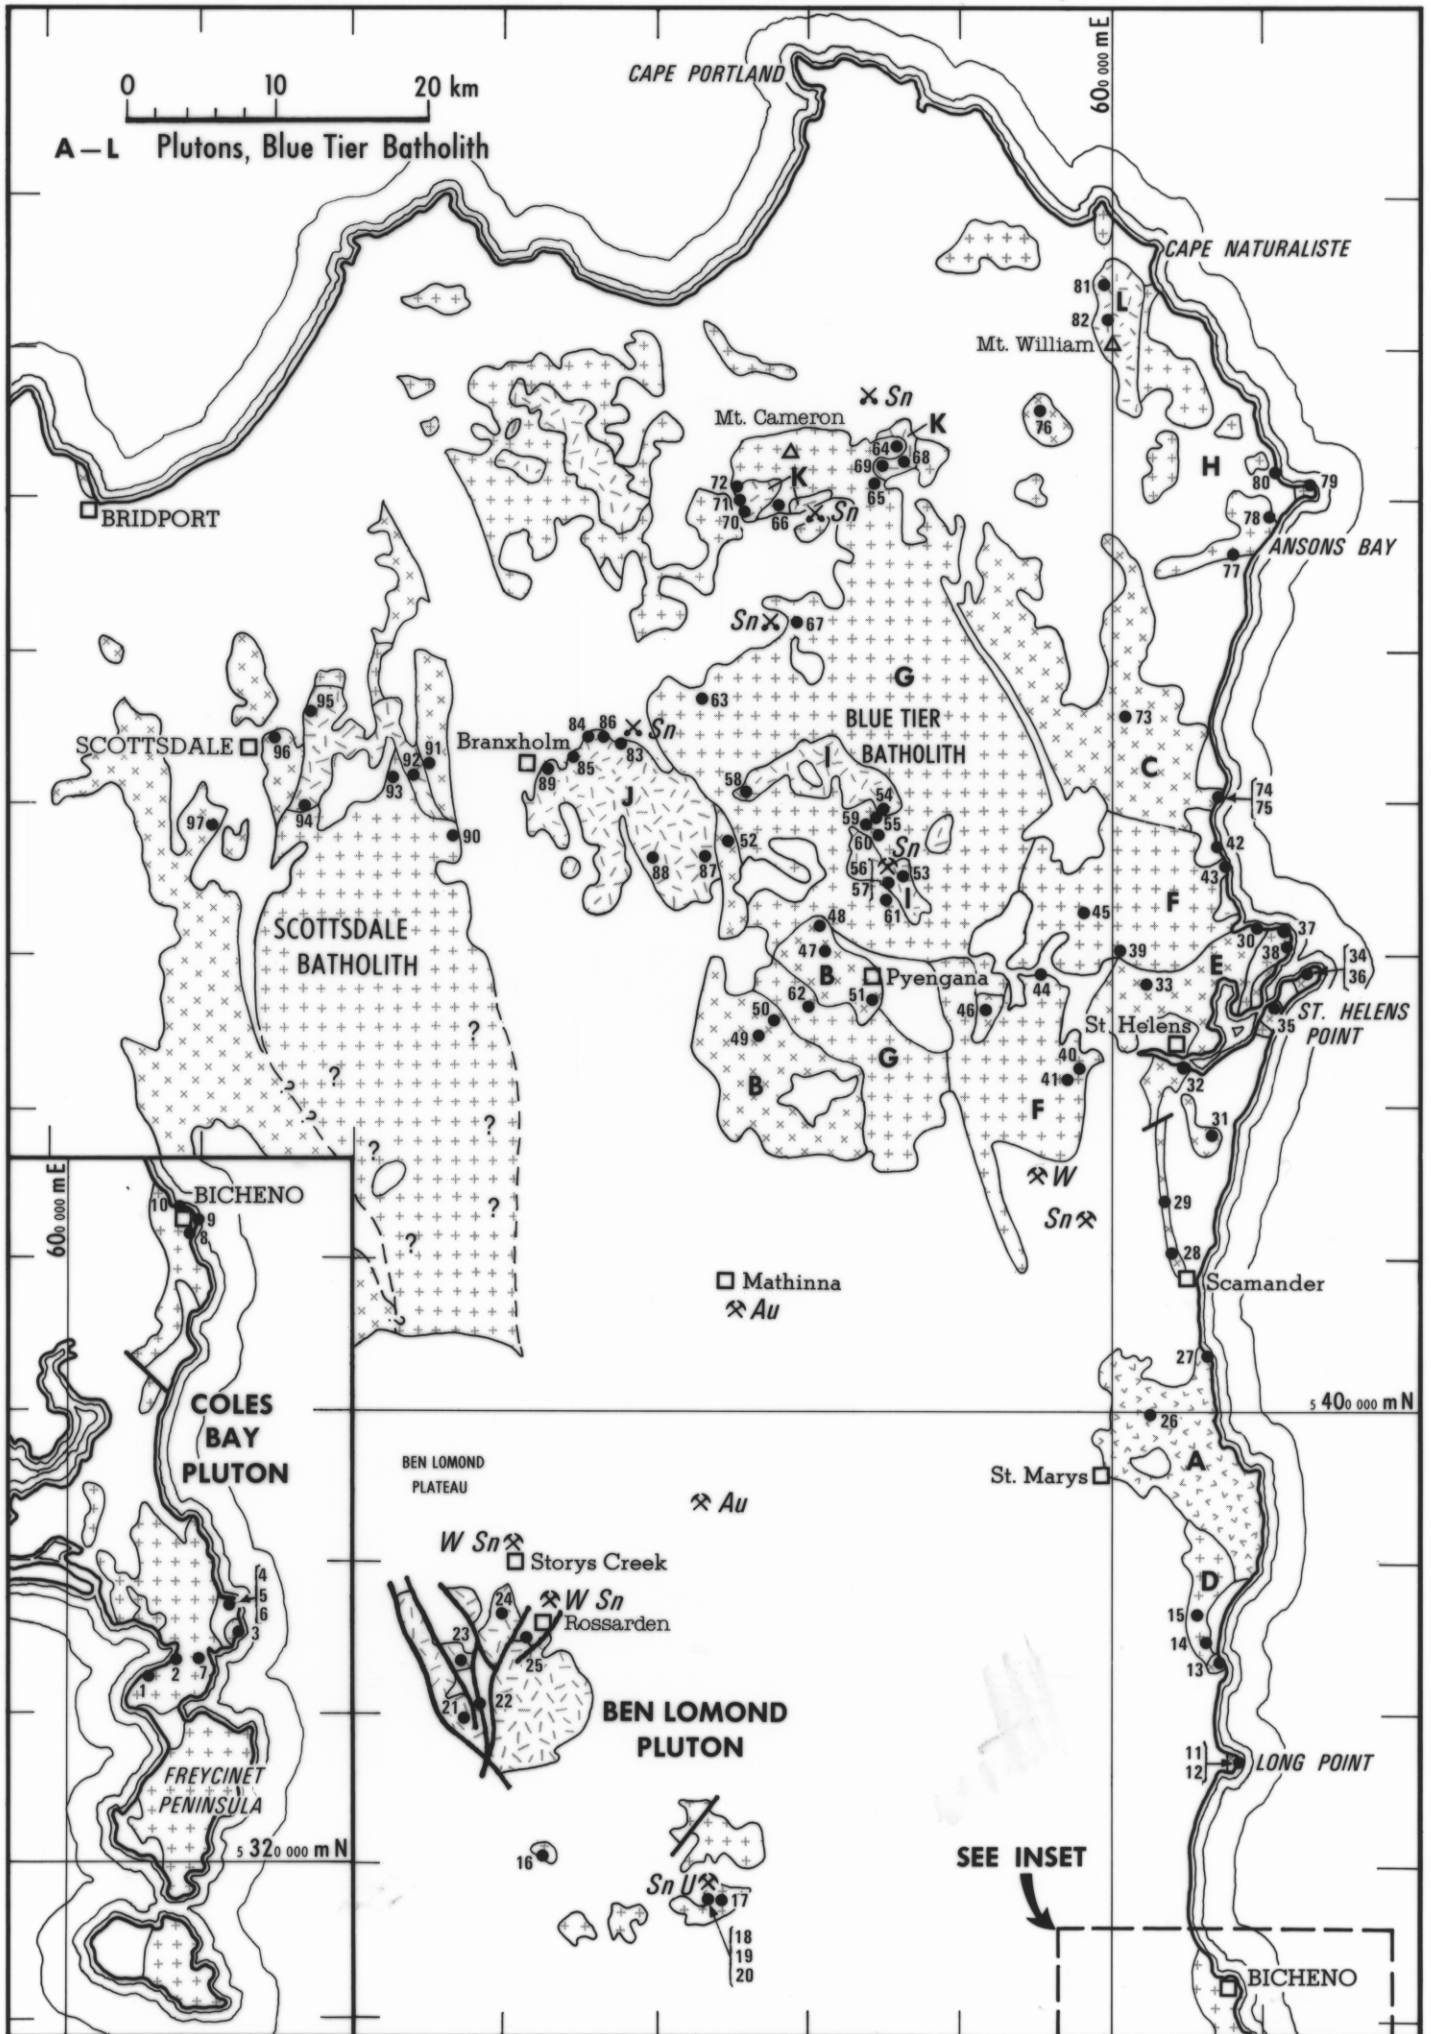 0 10 20 km
A — L Plutons, Blue Tier Batholith
CAPE PORTLAND
600 000 mE
CAPE NATURALISTE
81
L
82
Mt. William
Sn
76
Mt. Cameron
K
64
69
68
K
65
72
71
70
66
Sn
H
80
79
78
77
ANSONS BAY
BRIDPORT
Sn
67
G
63
73
BLUE TIER
BATHOLITH
95
SCOTTSDALE
96
84
86
Sn
Branxholm
83
85
89
92
91
93
J
I
58
C
54
59
55
60
74
75
94
97
90
52
Sn
56
53
57
I
61
88
87
42
43
45
F
SCOTTSDALE
BATHOLITH
48
47
B
Pyengana
39
30
37
38
E
34
36
44
33
62
51
46
50
49
St. Helens
35
ST. HELENS
POINT
G
B
40
41
32
F
31
?
?
?
?
?
?
?
?
?
?
W
Sn
29
28
Scamander
Mathinna
Au
27
5 400 000 mN
26
A
St. Marys
BEN LOMOND
PLATEAU
Au
W Sn
Storys Creek
24
W Sn
Rossarden
23
25
D
15
14
13
21
22
BEN LOMOND
PLUTON
11
12
LONG POINT
16
Sn U
17
18
19
20
SEE INSET
BICHENO
600 000 mE
10
BICHENO
9
8
COLES
BAY
PLUTON
4
5
6
3
2
7
1
FREYCINET
PENINSULA
5 320 000 mN